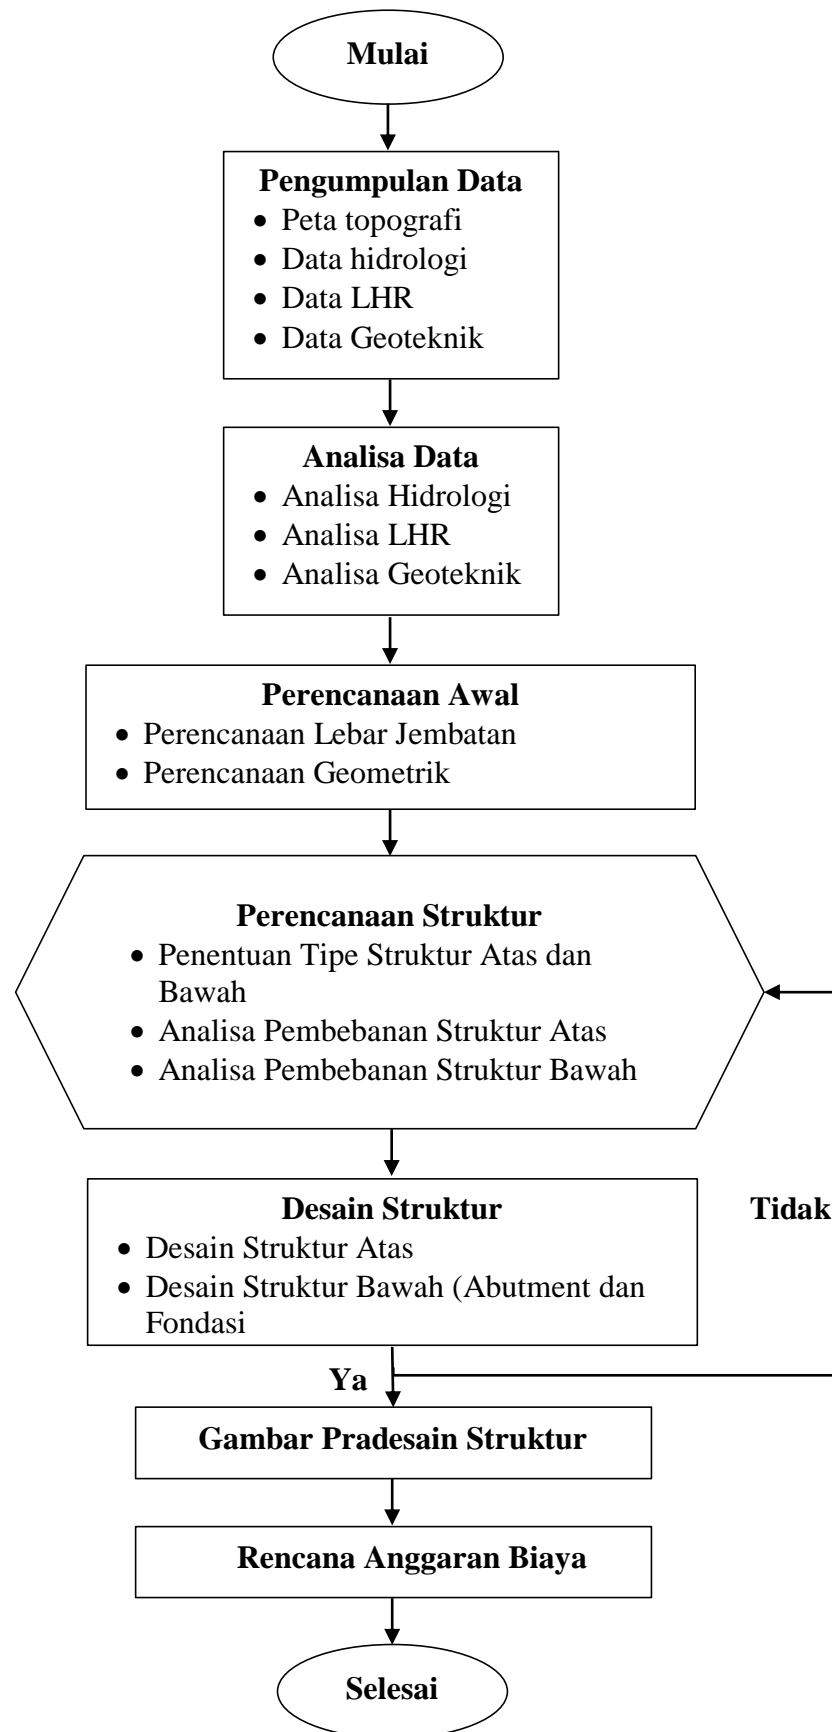 Mulai
Pengumpulan Data
• Peta topografi
• Data hidrologi
• Data LHR
• Data Geoteknik
Analisa Data
• Analisa Hidrologi
• Analisa LHR
• Analisa Geoteknik
Perencanaan Awal
• Perencanaan Lebar Jembatan
• Perencanaan Geometrik
Perencanaan Struktur
• Penentuan Tipe Struktur Atas dan
Bawah
• Analisa Pembebanan Struktur Atas
• Analisa Pembebanan Struktur Bawah
Desain Struktur
• Desain Struktur Atas
• Desain Struktur Bawah (Abutment dan
Fondasi
Tidak
Ya
Gambar Pradesain Struktur
Rencana Anggaran Biaya
Selesai